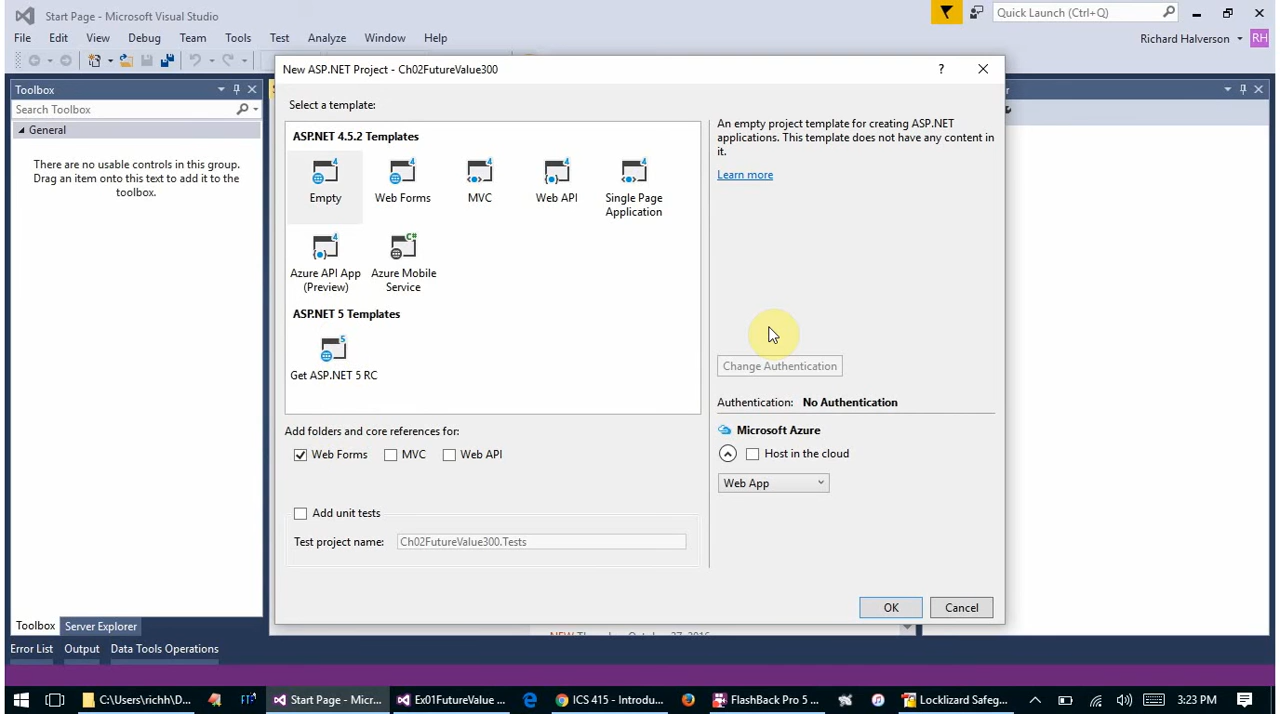 Start Page - Microsoft Visual Studio
Quick Launch (Ctrl+Q)
File Edit View Debug Team Tools Test Analyze Window Help
Richard Halverson RH
Toolbox
Search Toolbox
General
There are no usable controls in this group.
Drag an item onto this text to add it to the
toolbox.
Toolbox Server Explorer
Error List Output Data Tools Operations
New ASP.NET Project - Ch02FutureValue300
?
Select a template:
ASP.NET 4.5.2 Templates
Empty Web Forms MVC Web API Single Page
Application
Azure API App Azure Mobile
(Preview) Service
ASP.NET 5 Templates
Get ASP.NET 5 RC
An empty project template for creating ASP.NET
applications. This template does not have any content in
it.
Learn more
Change Authentication
Authentication: No Authentication
Microsoft Azure
Host in the cloud
Web App
Add folders and core references for:
Web Forms MVC Web API
Add unit tests
Test project name: Ch02FutureValue300.Tests
OK Cancel
C:\Users\richh\D... Start Page - Micr... Ex01FutureValue ... ICS 415 - Introdu... FlashBack Pro 5 ... Locklizard Safeg... 3:23 PM